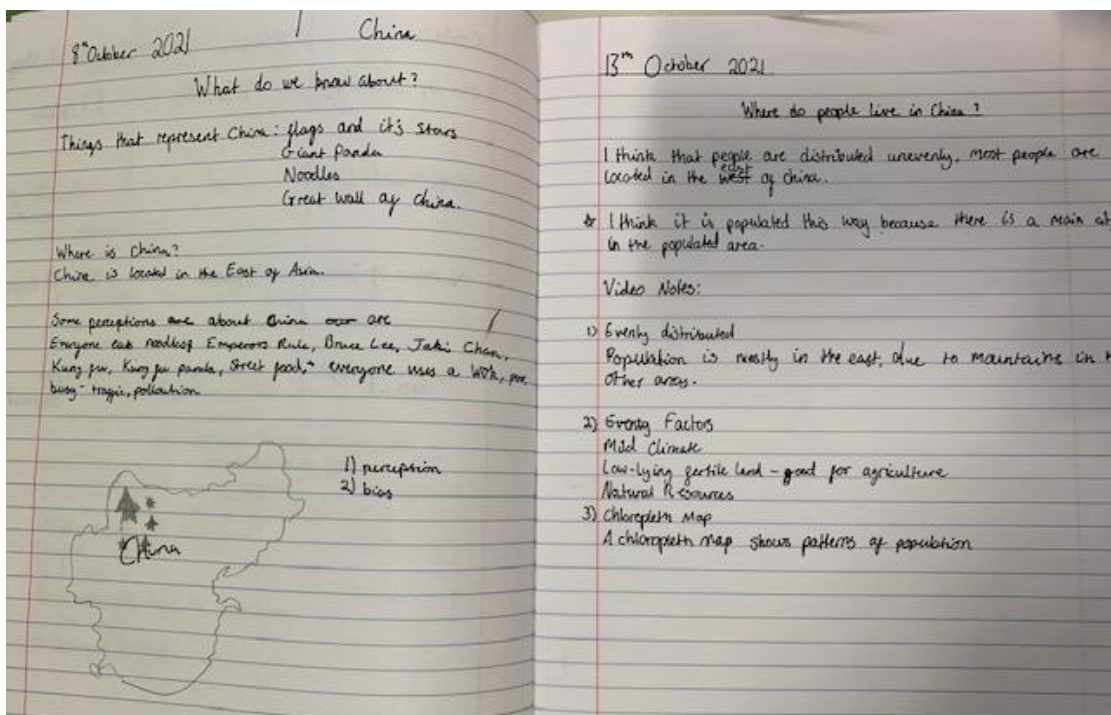 8th October 2021
China
What do we know about?
Things that represent China: flags and it's stars
Giant Panda
Noodles
Great Wall of China.
Where is China?
China is located in the East of Asia.
Some perceptions are about China are
Everyone eats noodles, Emperors Rule, Bruce Lee, Jaki Chan,
Kung fu, Kung fu panda, Street food, everyone uses a Wok,
busy traffic, pollution
1) perception
2) bias
China
13th October 2021
Where do people live in China?
I think that people are distributed unevenly, most people are
located in the west east of china.
I think it is populated this way because there is a main
in the populated area.
Video Notes:
1) Evenly distributed
Population is mostly in the east, due to mountains in
other areas.
2) Evenly Factors
Mild Climate
Low-lying fertile land - good for agriculture
Natural Resources
3) Chloropleth Map
A chloropleth map shows patterns of population